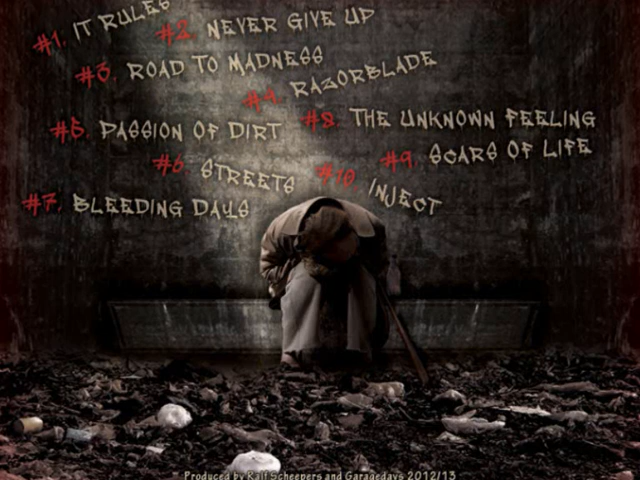 #1. IT RULES
#2. NEVER GIVE UP
#3. ROAD TO MADNESS
#4. RAZORBLADE
#5. PASSION OF DIRT
#6. STREETS
#7. BLEEDING DAYS
#8. THE UNKNOWN FEELING
#9. SCARS OF LIFE
#10. INJECT
Produced by Ralf Scheepers and Garagedays 2012/13